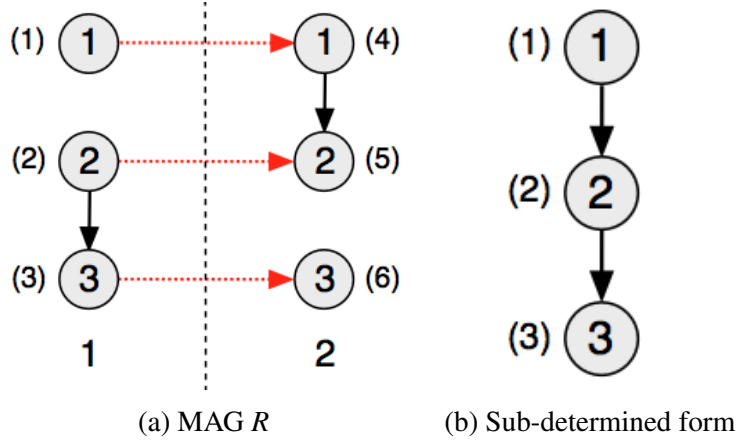 (1) 1 1 (4)
(2) 2 2 (5)
(3) 3 3 (6)
1 2
(a) MAG R
(1) 1
(2) 2
(3) 3
(b) Sub-determined form